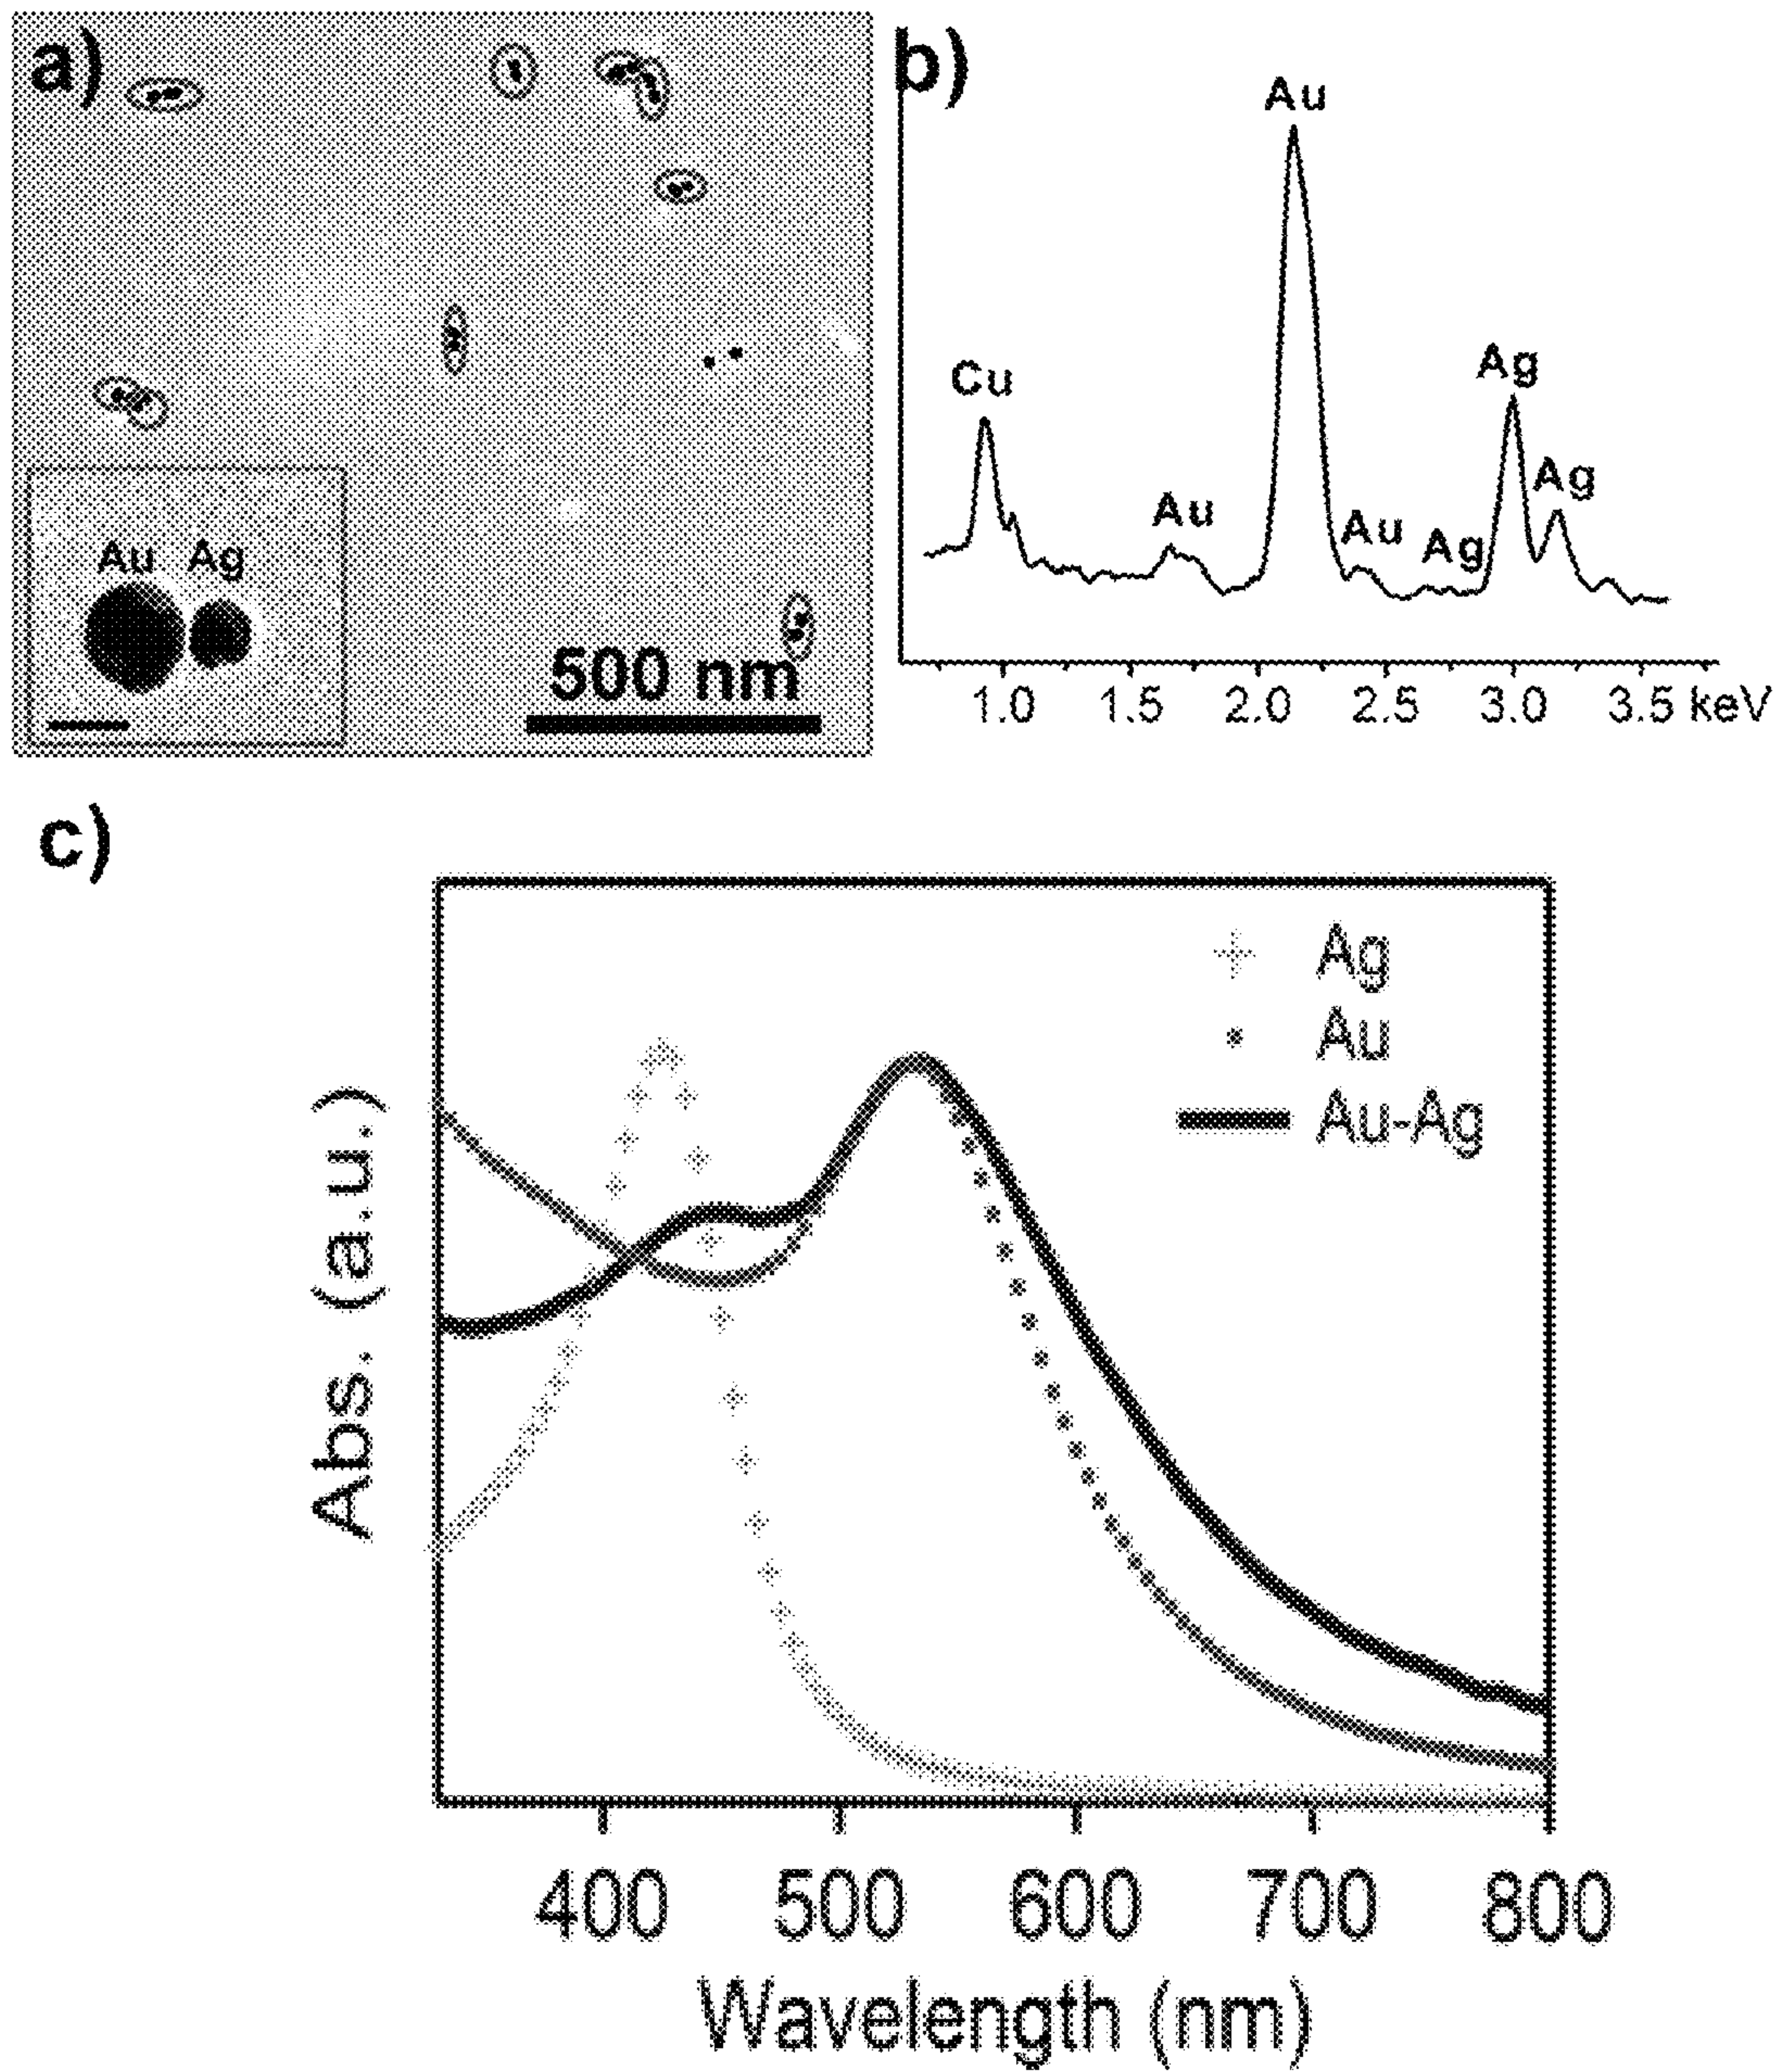 a)
Au Ag
500 nm
b)
Cu
Au
Au
Au
Ag
Ag
Ag
1.0 1.5 2.0 2.5 3.0 3.5 keV
c)
Ag
Au
Au-Ag
Abs. (a.u.)
400 500 600 700 800
Wavelength (nm)